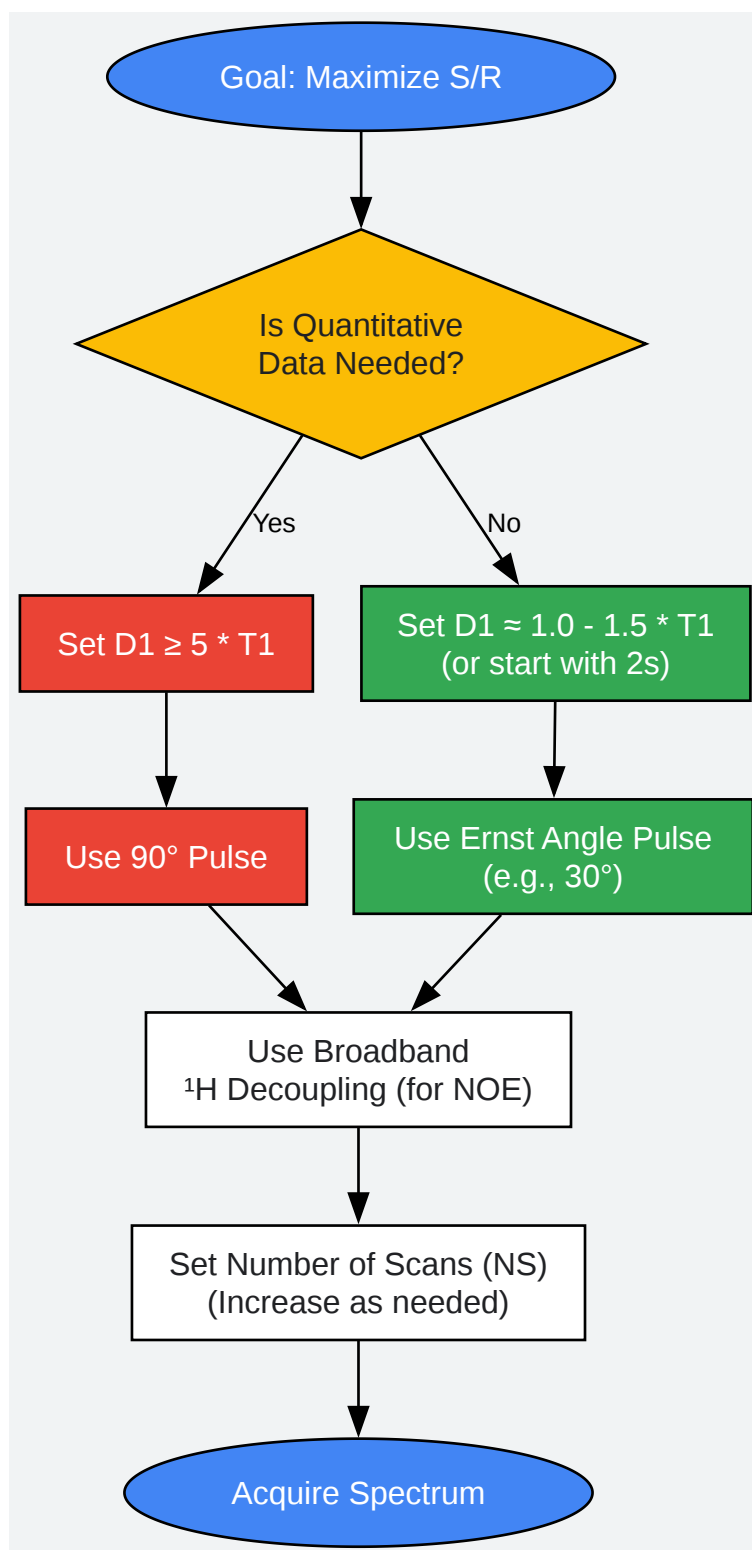 Goal: Maximize S/R
Is Quantitative
Data Needed?
Yes
No
Set D1 ≥ 5 * T1
Set D1 ≈ 1.0 - 1.5 * T1
(or start with 2s)
Use 90° Pulse
Use Ernst Angle Pulse
(e.g., 30°)
Use Broadband
¹H Decoupling (for NOE)
Set Number of Scans (NS)
(Increase as needed)
Acquire Spectrum